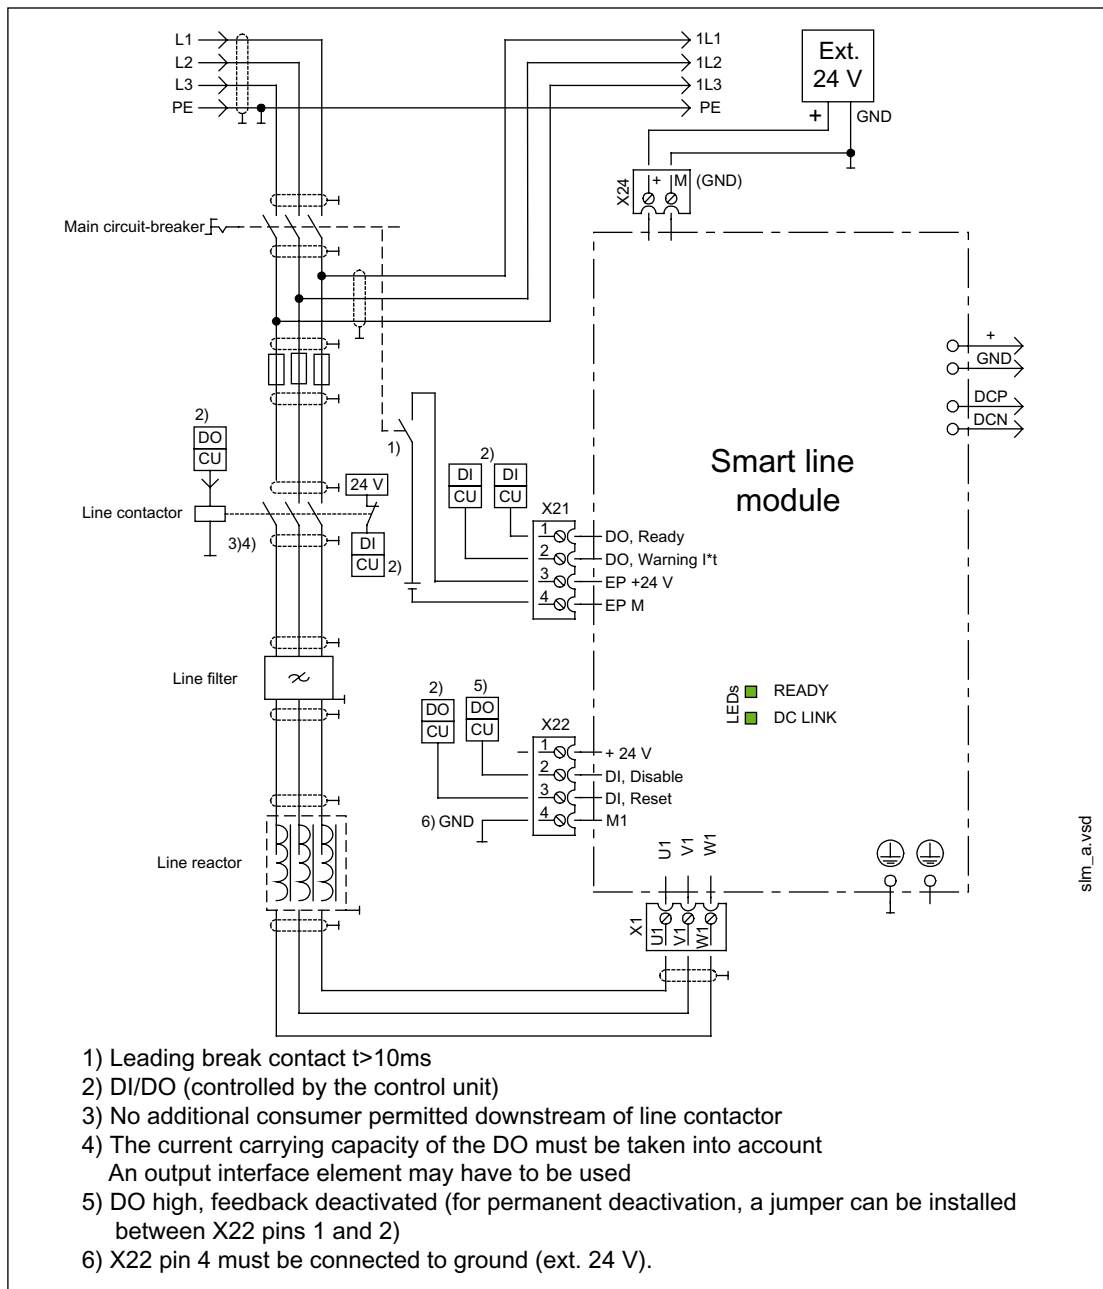 L1
L2
L3
PE
1L1
1L2
1L3
PE
Ext.
24 V
+
GND
X24
+
M
(GND)
Main circuit-breaker
+
GND
DCP
DCN
Smart line
module
1)
2)
DO
CU
Line contactor
3)4)
24 V
DI
CU
2)
2)
DI
CU
DI
CU
X21
1
2
3
4
DO, Ready
DO, Warning I*t
EP +24 V
EP M
Line filter
LEDs
READY
DC LINK
2)
DO
CU
5)
DO
CU
X22
1
2
3
4
+ 24 V
DI, Disable
DI, Reset
M1
6) GND
Line reactor
U1
V1
W1
X1
U1
V1
W1
slm_a.vsd
1) Leading break contact t>10ms
2) DI/DO (controlled by the control unit)
3) No additional consumer permitted downstream of line contactor
4) The current carrying capacity of the DO must be taken into account
An output interface element may have to be used
5) DO high, feedback deactivated (for permanent deactivation, a jumper can be installed
between X22 pins 1 and 2)
6) X22 pin 4 must be connected to ground (ext. 24 V).